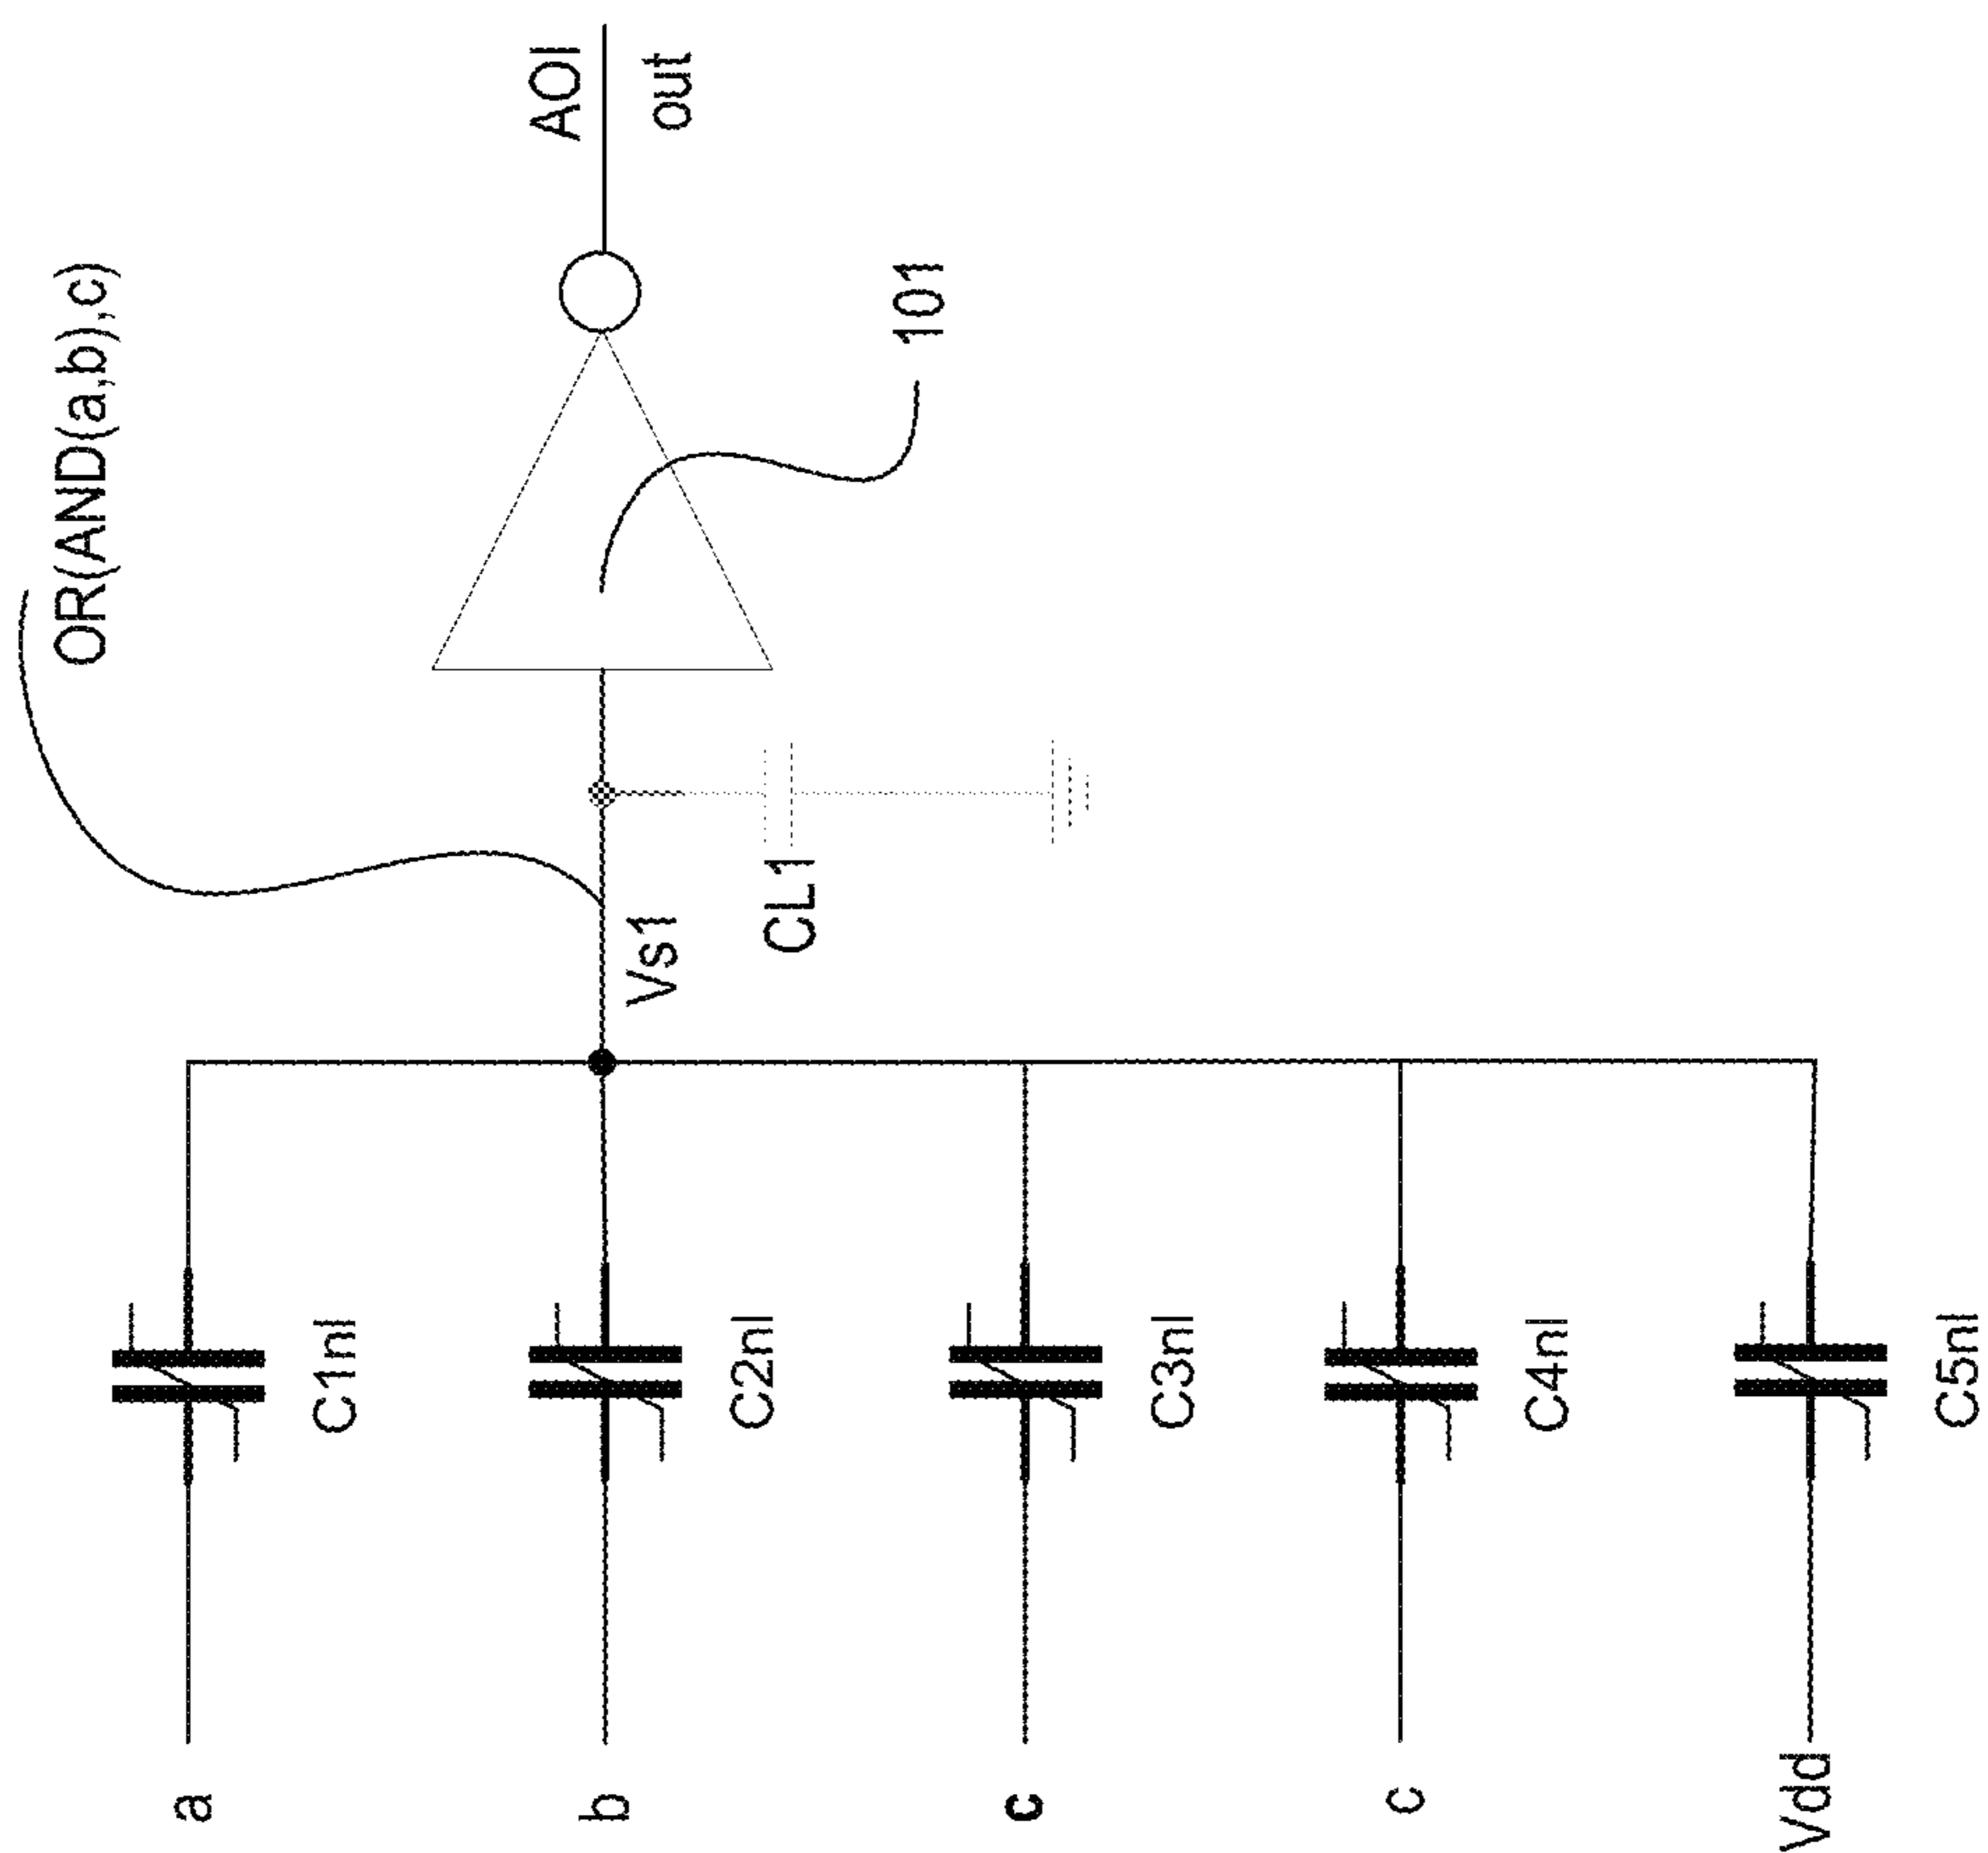 OR(AND(a,b),c)
a
C1nl
AOI
out
b
C2nl
Vs1
CL1
101
c
C3nl
c
C4nl
Vdd
C5nl